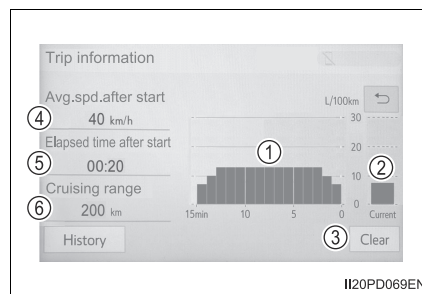 Trip information
Avg.spd.after start
4 40 km/h
Elapsed time after start
5 00:20
Cruising range
6 200 km
History
L/100km
30
20
10
0
1
2
15min 10 5 0 Current
3 Clear
II20PD069EN